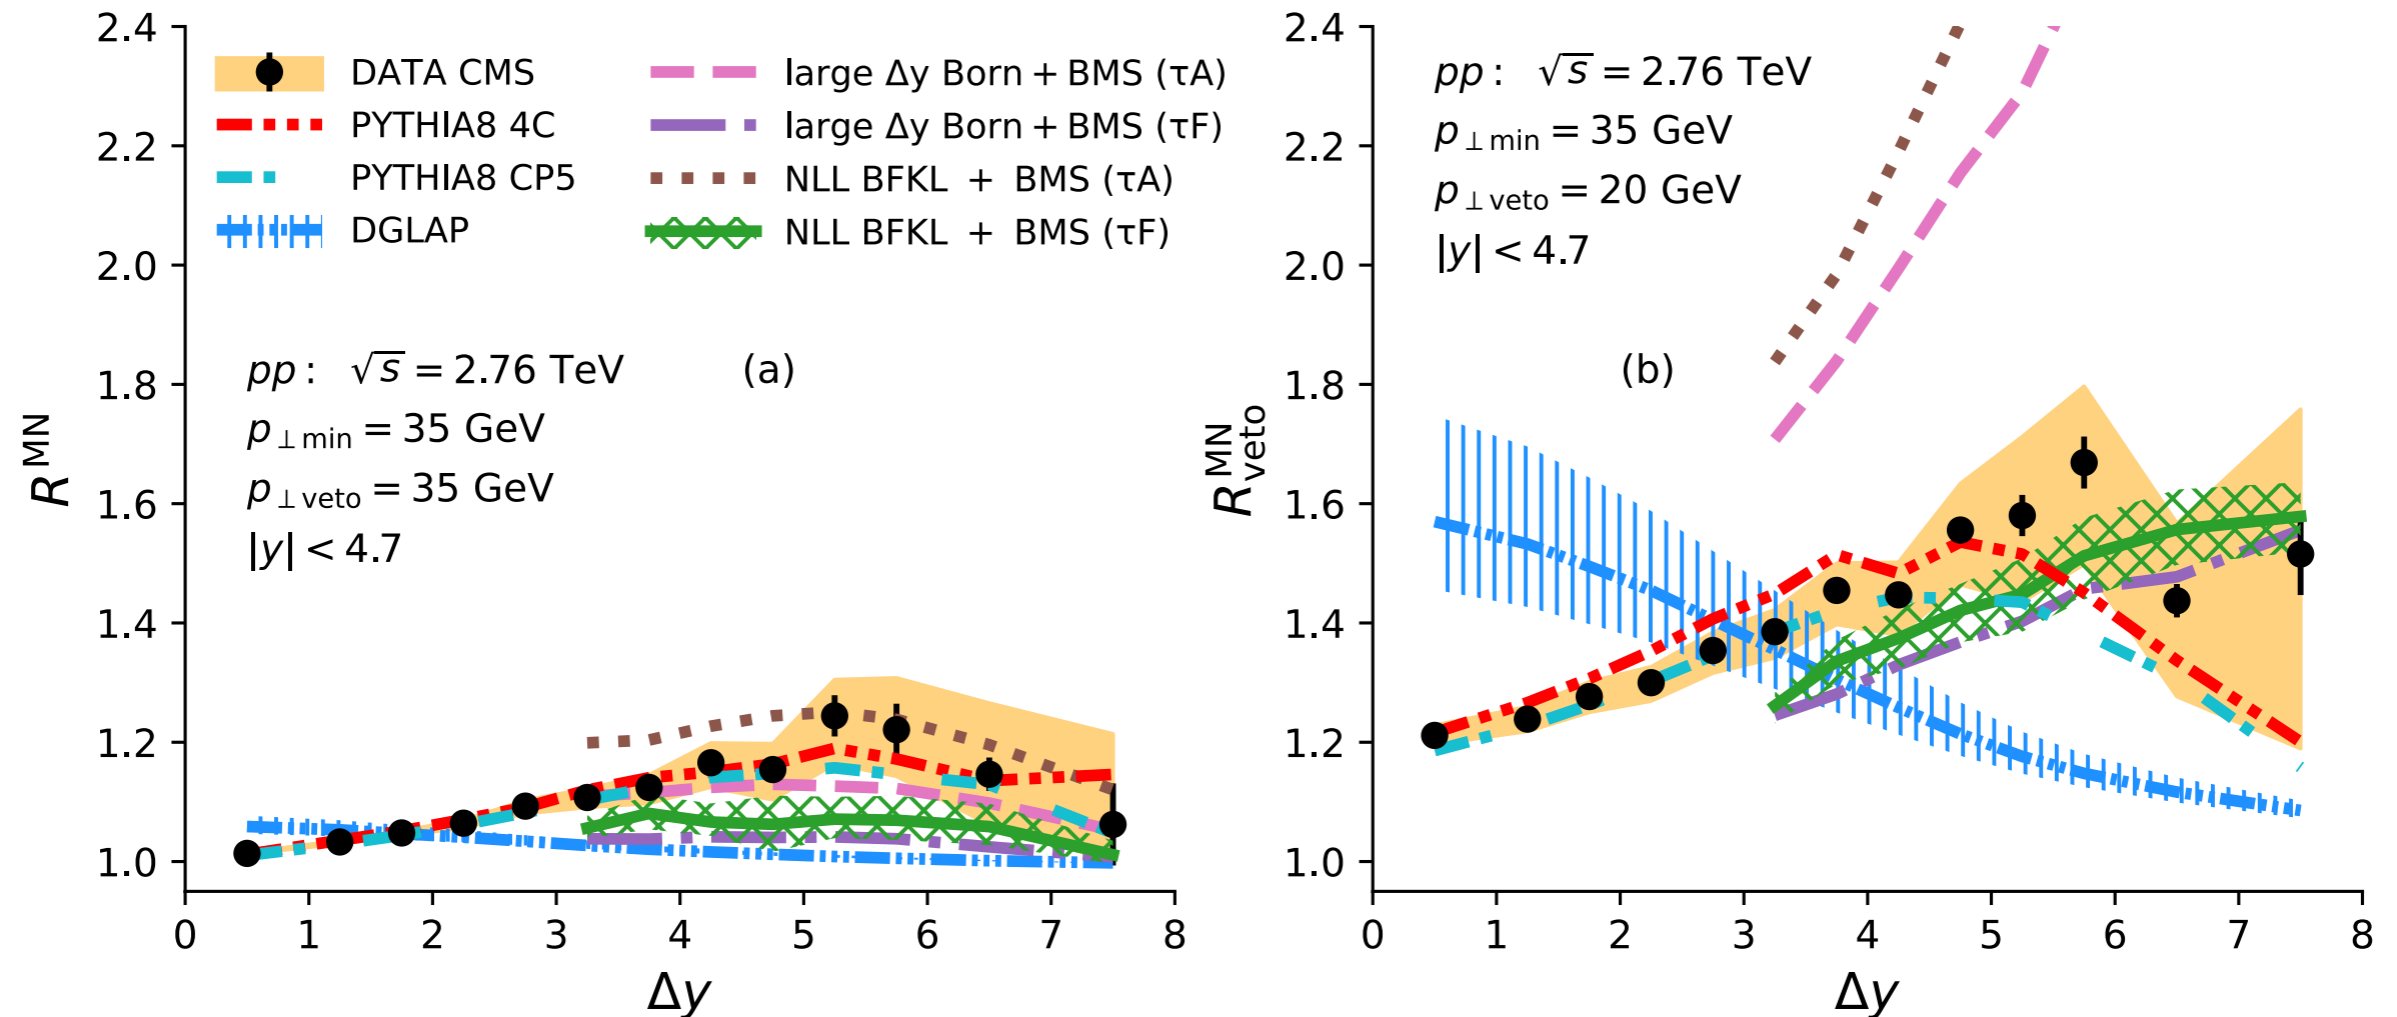 2.4
2.2
2.0
1.8
1.6
1.4
1.2
1.0
R^MN
DATA CMS
PYTHIA8 4C
PYTHIA8 CP5
DGLAP
large Δy Born + BMS (τA)
large Δy Born + BMS (τF)
NLL BFKL + BMS (τA)
NLL BFKL + BMS (τF)
pp : √s = 2.76 TeV
p⊥min = 35 GeV
p⊥veto = 35 GeV
|y| < 4.7
(a)
0 1 2 3 4 5 6 7 8
Δy
2.4
2.2
2.0
1.8
1.6
1.4
1.2
1.0
R^MN_veto
pp : √s = 2.76 TeV
p⊥min = 35 GeV
p⊥veto = 20 GeV
|y| < 4.7
(b)
0 1 2 3 4 5 6 7 8
Δy